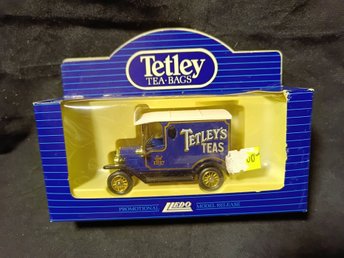 Tetley
TEA-BAGS
TETLEY'S
TEAS
PROMOTIONAL
LLEDO
MODEL RELEASE